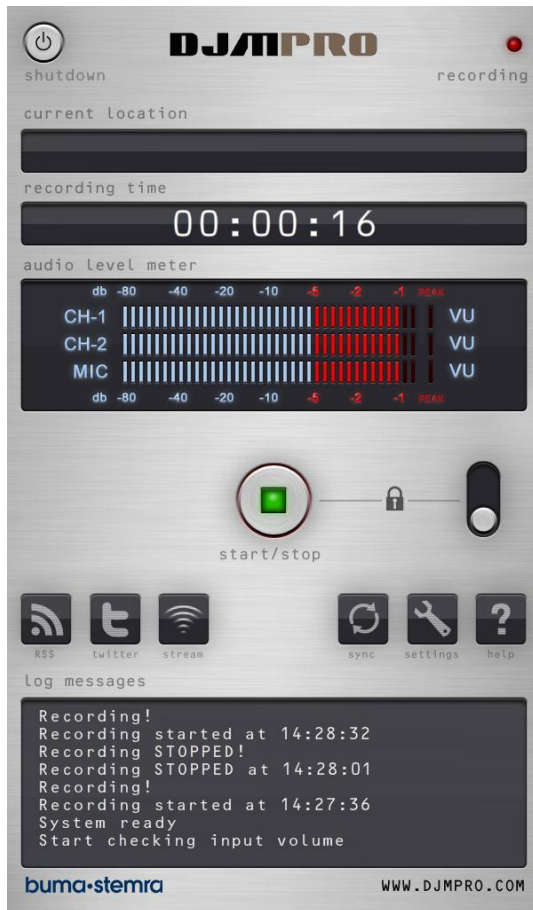 DJMPRO
shutdown
recording
current location
recording time
00:00:16
audio level meter
db -80 -40 -20 -10 -5 -2 -1 PEAK
CH-1 VU
CH-2 VU
MIC VU
db -80 -40 -20 -10 -5 -2 -1 PEAK
start/stop
RSS twitter stream sync settings help
log messages
Recording!
Recording started at 14:28:32
Recording STOPPED!
Recording STOPPED at 14:28:01
Recording!
Recording started at 14:27:36
System ready
Start checking input volume
buma•stemra
WWW.DJMPRO.COM